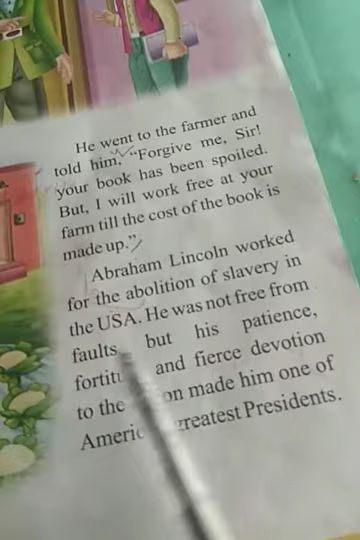 He went to the farmer and
told him, "Forgive me, Sir!
your book has been spoiled.
But, I will work free at your
farm till the cost of the book is
made up."
Abraham Lincoln worked
for the abolition of slavery in
the USA. He was not free from
faults but his patience,
and fierce devotion
to the made him one of
greatest Presidents.